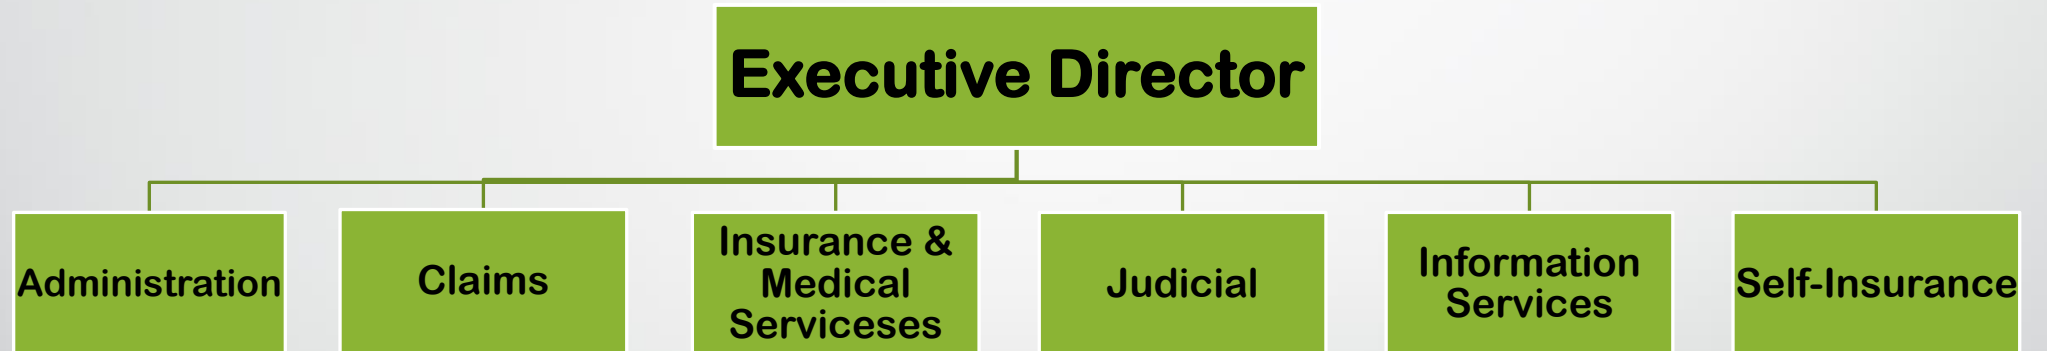 Executive Director
Administration
Claims
Insurance &
Medical
Serviceses
Judicial
Information
Services
Self-Insurance